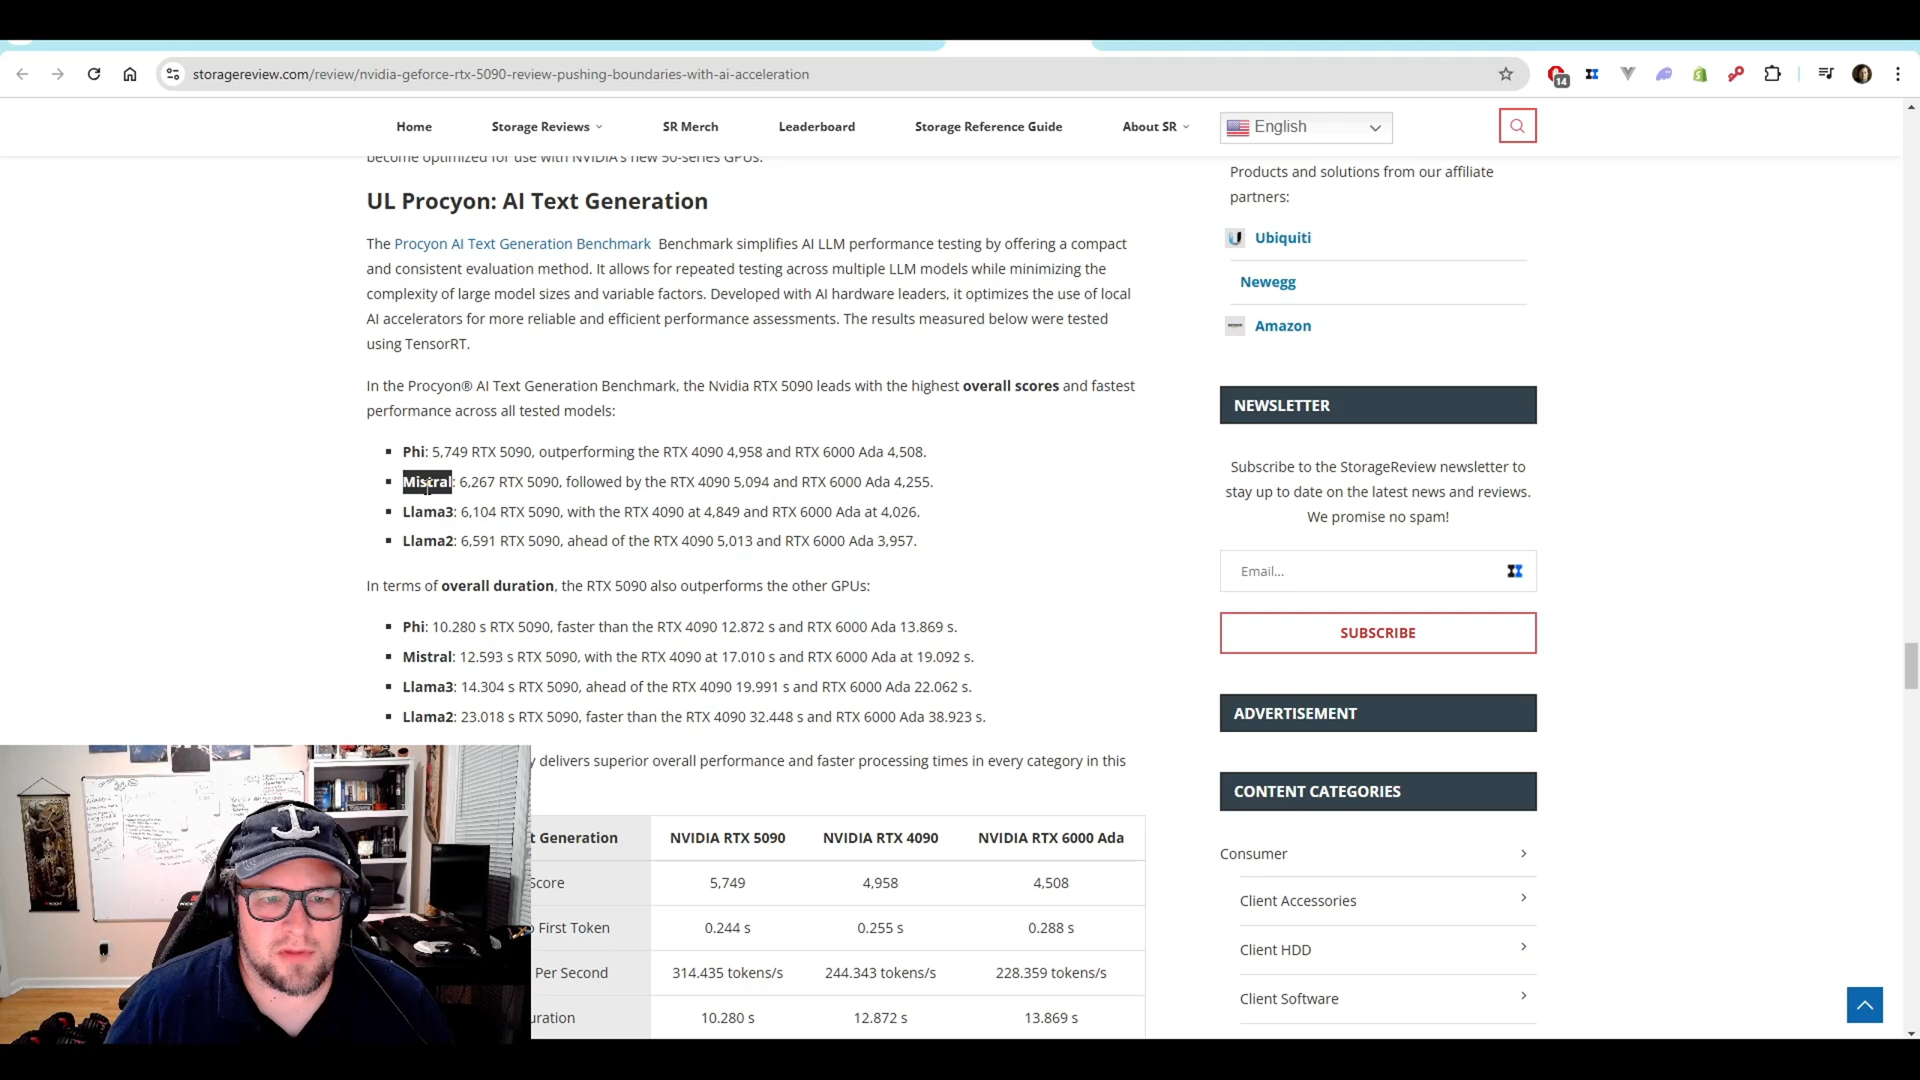 storagereview.com/review/nvidia-geforce-rtx-5090-review-pushing-boundaries-with-ai-acceleration
14
Home
Storage Reviews
SR Merch
Leaderboard
Storage Reference Guide
About SR
English
become optimized for use with NVIDIA's new 50-series GPUs.
UL Procyon: AI Text Generation
The Procyon AI Text Generation Benchmark Benchmark simplifies AI LLM performance testing by offering a compact
and consistent evaluation method. It allows for repeated testing across multiple LLM models while minimizing the
complexity of large model sizes and variable factors. Developed with AI hardware leaders, it optimizes the use of local
AI accelerators for more reliable and efficient performance assessments. The results measured below were tested
using TensorRT.
In the Procyon® AI Text Generation Benchmark, the Nvidia RTX 5090 leads with the highest overall scores and fastest
performance across all tested models:
Phi: 5,749 RTX 5090, outperforming the RTX 4090 4,958 and RTX 6000 Ada 4,508.
Mistral: 6,267 RTX 5090, followed by the RTX 4090 5,094 and RTX 6000 Ada 4,255.
Llama3: 6,104 RTX 5090, with the RTX 4090 at 4,849 and RTX 6000 Ada at 4,026.
Llama2: 6,591 RTX 5090, ahead of the RTX 4090 5,013 and RTX 6000 Ada 3,957.
In terms of overall duration, the RTX 5090 also outperforms the other GPUs:
Phi: 10.280 s RTX 5090, faster than the RTX 4090 12.872 s and RTX 6000 Ada 13.869 s.
Mistral: 12.593 s RTX 5090, with the RTX 4090 at 17.010 s and RTX 6000 Ada at 19.092 s.
Llama3: 14.304 s RTX 5090, ahead of the RTX 4090 19.991 s and RTX 6000 Ada 22.062 s.
Llama2: 23.018 s RTX 5090, faster than the RTX 4090 32.448 s and RTX 6000 Ada 38.923 s.
y delivers superior overall performance and faster processing times in every category in this
t Generation NVIDIA RTX 5090 NVIDIA RTX 4090 NVIDIA RTX 6000 Ada
Score 5,749 4,958 4,508
First Token 0.244 s 0.255 s 0.288 s
Per Second 314.435 tokens/s 244.343 tokens/s 228.359 tokens/s
uration 10.280 s 12.872 s 13.869 s
Products and solutions from our affiliate
partners:
Ubiquiti
Newegg
Amazon
NEWSLETTER
Subscribe to the StorageReview newsletter to
stay up to date on the latest news and reviews.
We promise no spam!
Email...
SUBSCRIBE
ADVERTISEMENT
CONTENT CATEGORIES
Consumer
Client Accessories
Client HDD
Client Software